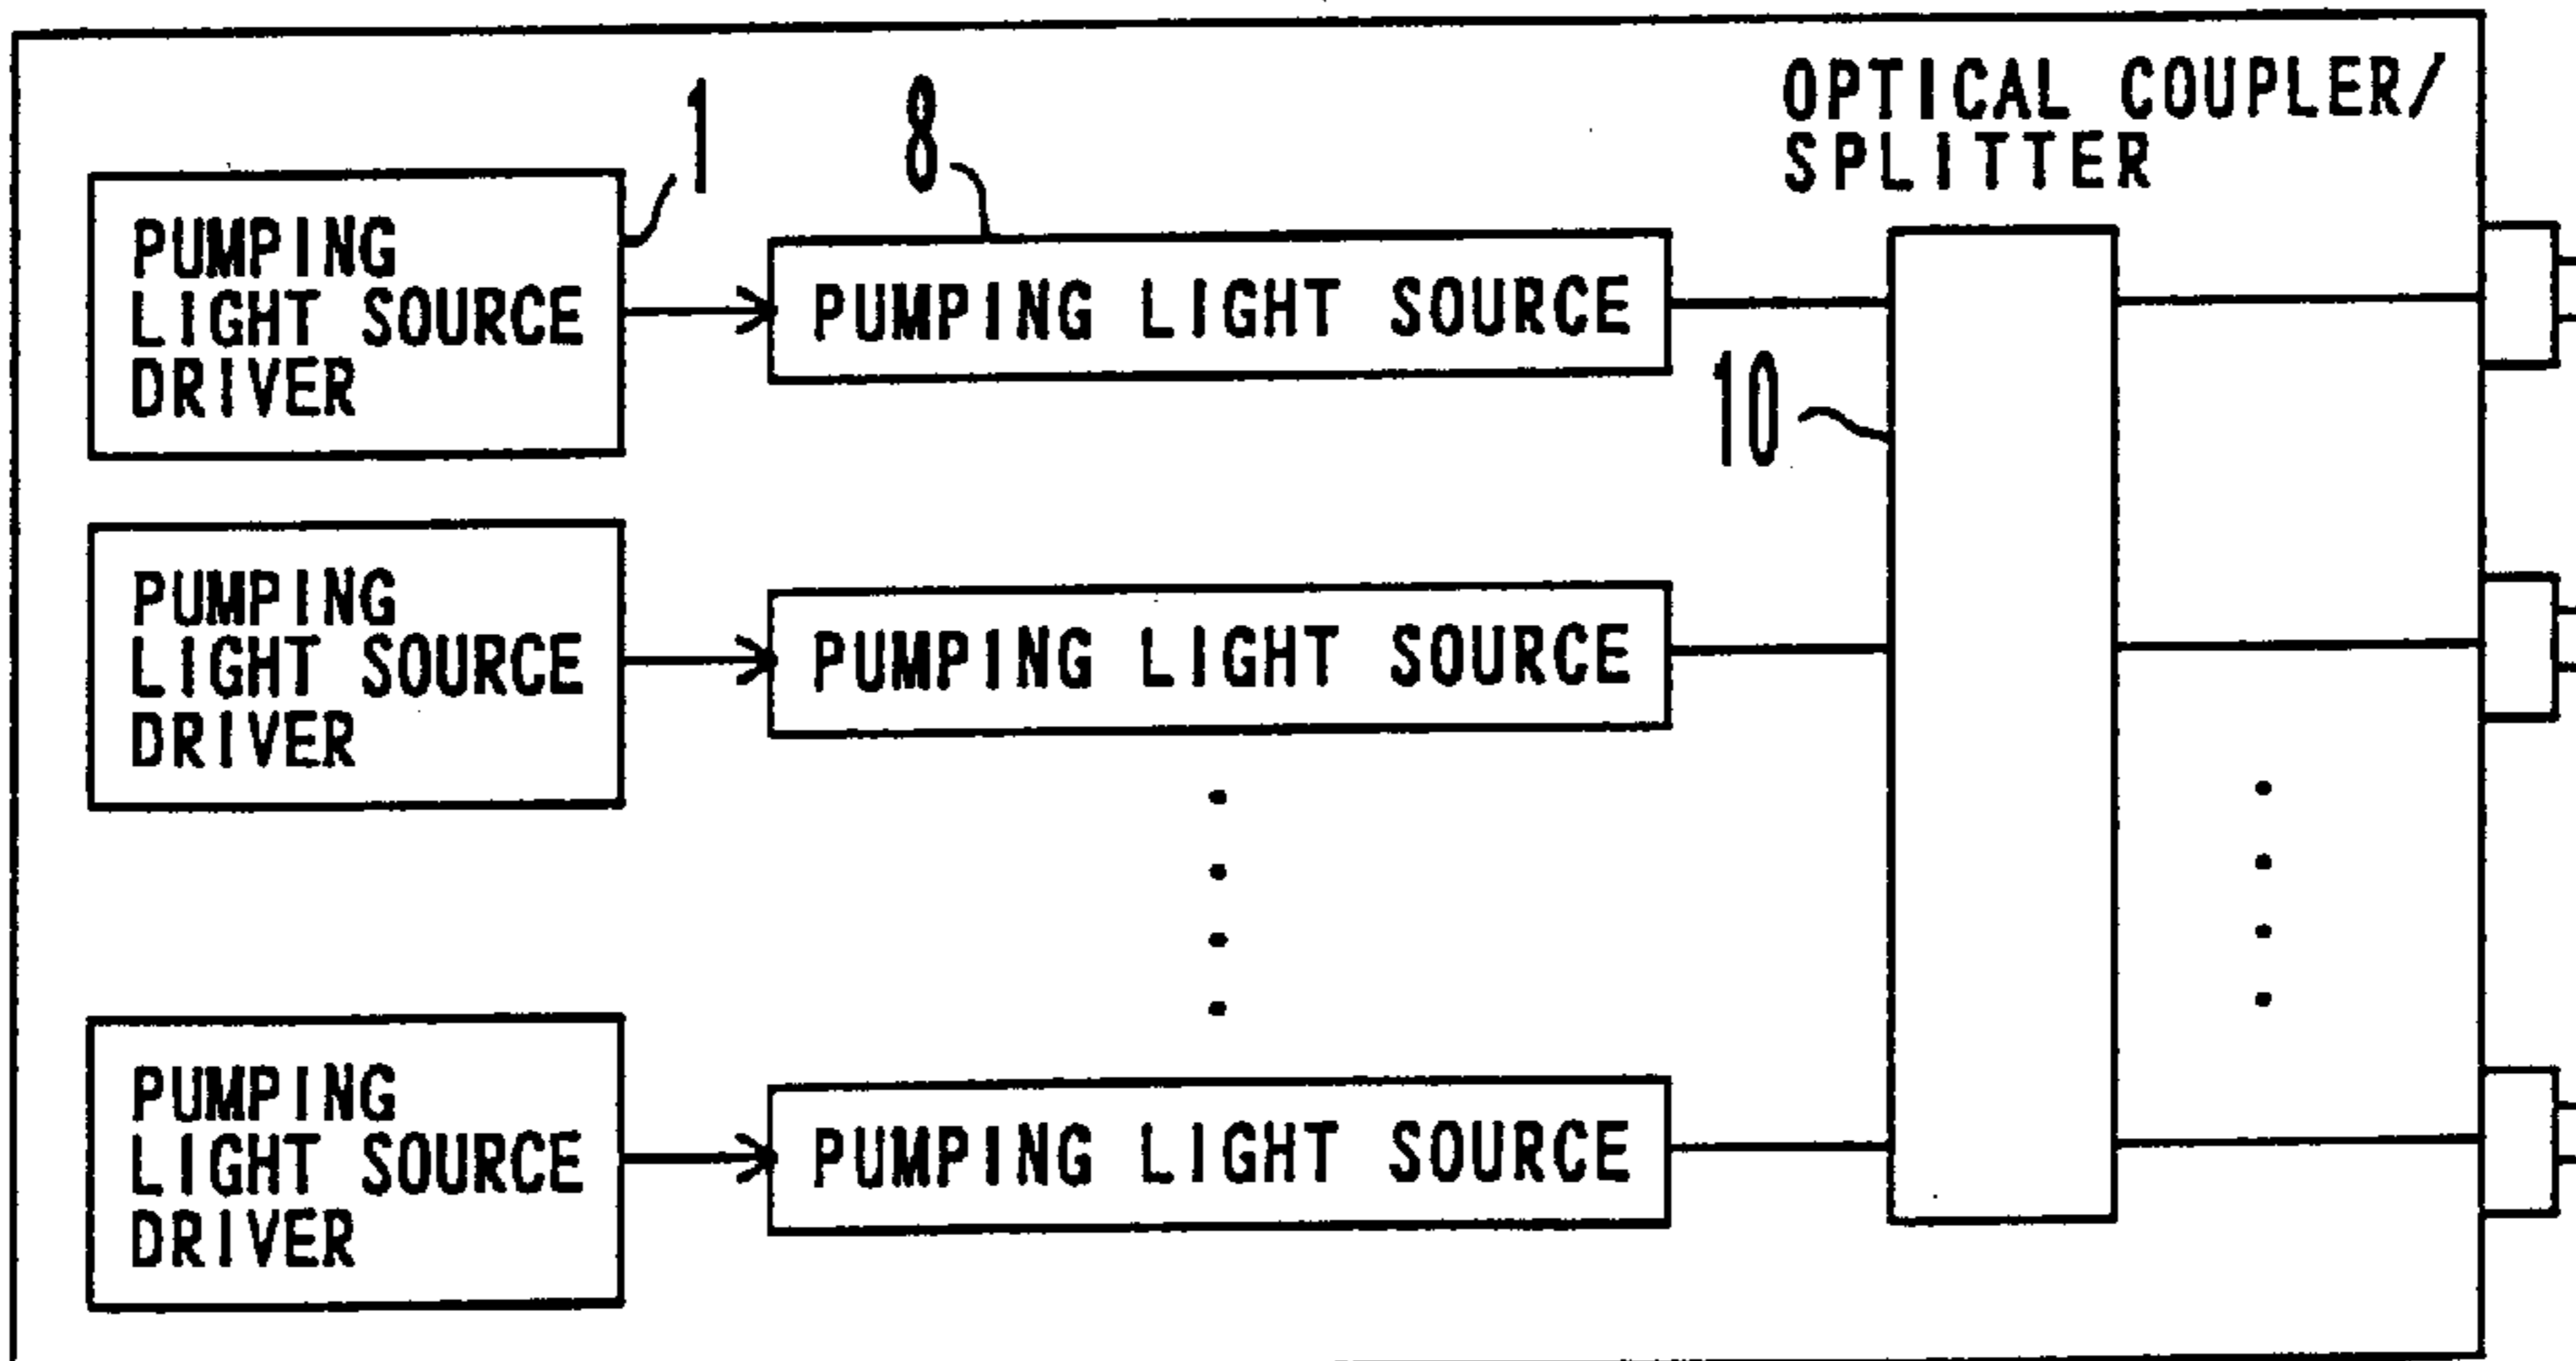 OPTICAL COUPLER/
SPLITTER
1
8
PUMPING
LIGHT SOURCE
DRIVER
PUMPING LIGHT SOURCE
10
PUMPING
LIGHT SOURCE
DRIVER
PUMPING LIGHT SOURCE
PUMPING
LIGHT SOURCE
DRIVER
PUMPING LIGHT SOURCE